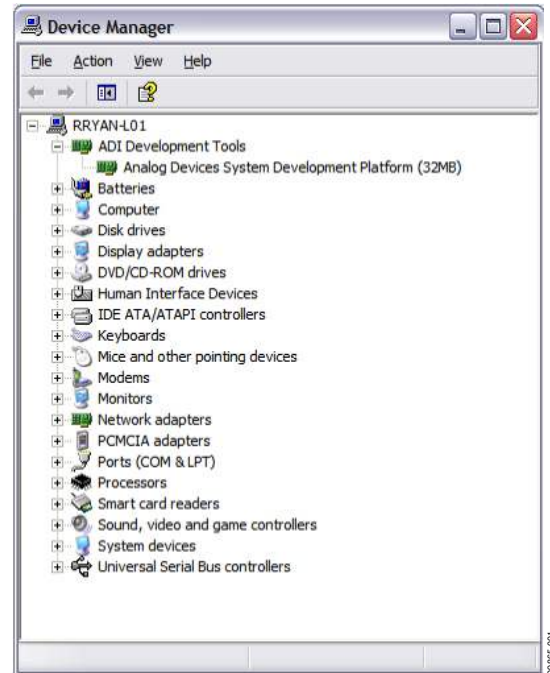 Device Manager
File Action View Help
RRYAN-L01
ADI Development Tools
Analog Devices System Development Platform (32MB)
Batteries
Computer
Disk drives
Display adapters
DVD/CD-ROM drives
Human Interface Devices
IDE ATA/ATAPI controllers
Keyboards
Mice and other pointing devices
Modems
Monitors
Network adapters
PCMCIA adapters
Ports (COM & LPT)
Processors
Smart card readers
Sound, video and game controllers
System devices
Universal Serial Bus controllers